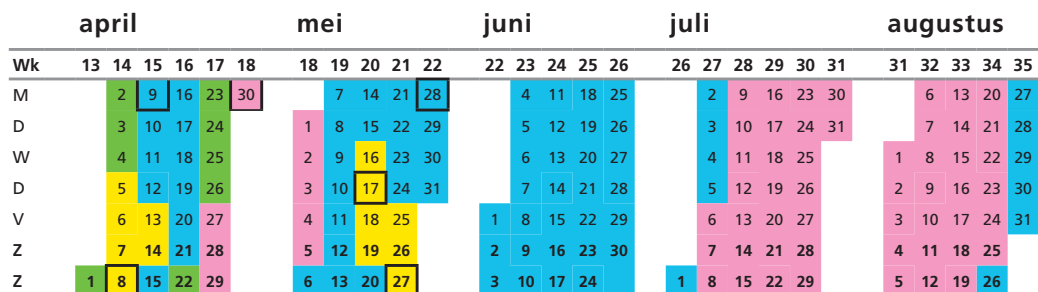 april mei juni juli augustus
Wk 13 14 15 16 17 18 18 19 20 21 22 22 23 24 25 26 26 27 28 29 30 31 31 32 33 34 35
M 2 9 16 23 30 7 14 21 28 4 11 18 25 2 9 16 23 30 6 13 20 27
D 3 10 17 24 1 8 15 22 29 5 12 19 26 3 10 17 24 31 7 14 21 28
W 4 11 18 25 2 9 16 23 30 6 13 20 27 4 11 18 25 1 8 15 22 29
D 5 12 19 26 3 10 17 24 31 7 14 21 28 5 12 19 26 2 9 16 23 30
V 6 13 20 27 4 11 18 25 1 8 15 22 29 6 13 20 27 3 10 17 24 31
Z 7 14 21 28 5 12 19 26 2 9 16 23 30 7 14 21 28 4 11 18 25
Z 1 8 15 22 29 6 13 20 27 3 10 17 24 1 8 15 22 29 5 12 19 26